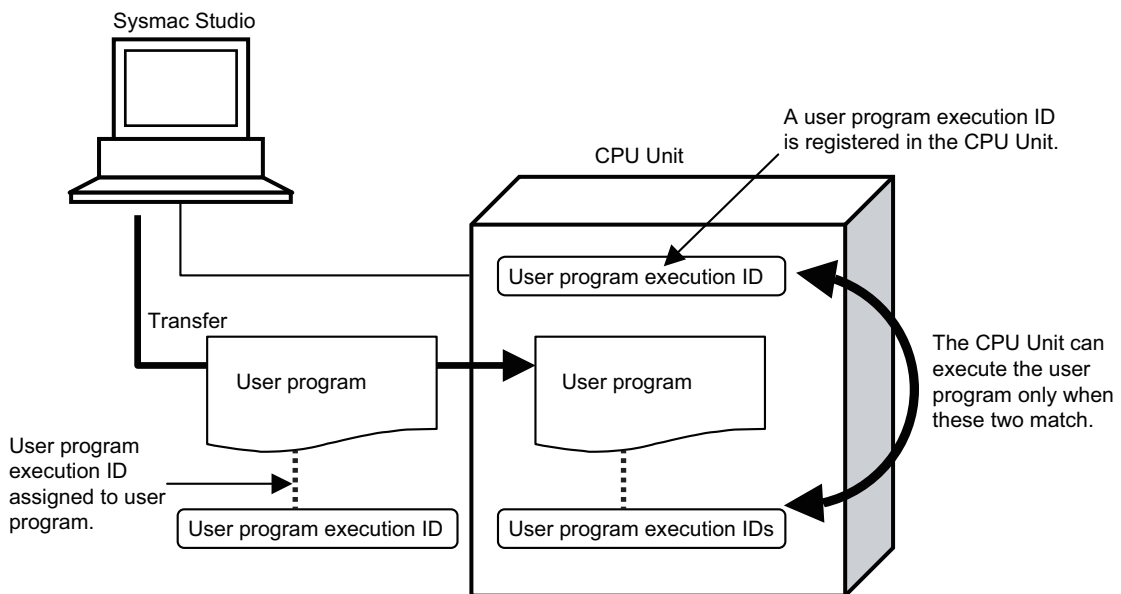 Sysmac Studio
A user program execution ID
is registered in the CPU Unit.
CPU Unit
User program execution ID
Transfer
User program
User program
The CPU Unit can
execute the user
program only when
these two match.
User program
execution ID
assigned to user
program.
User program execution ID
User program execution IDs